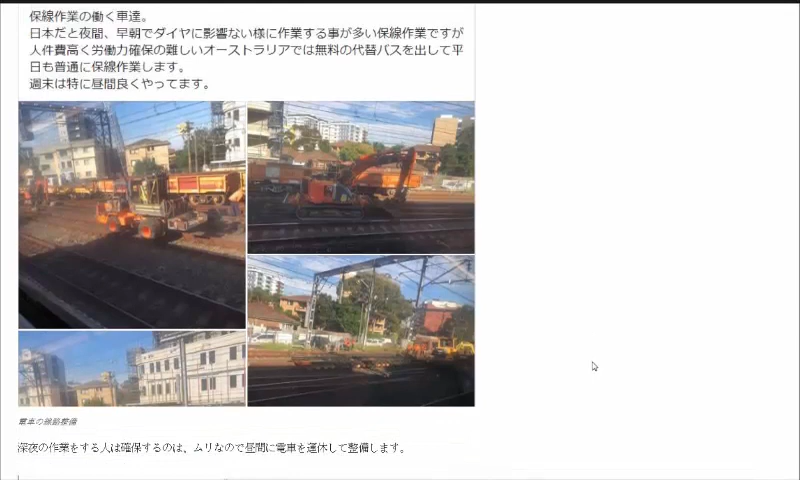 保線作業の働く車達。
日本だと夜間、早朝でダイヤに影響ない様に作業する事が多い保線作業ですが
人件費高く労働力確保の難しいオーストラリアでは無料の代替バスを出して平
日も普通に保線作業します。
週末は特に昼間良くやってます。
電車の線路整備
深夜の作業をする人は確保するのは、ムリなので昼間に電車を運休して整備します。